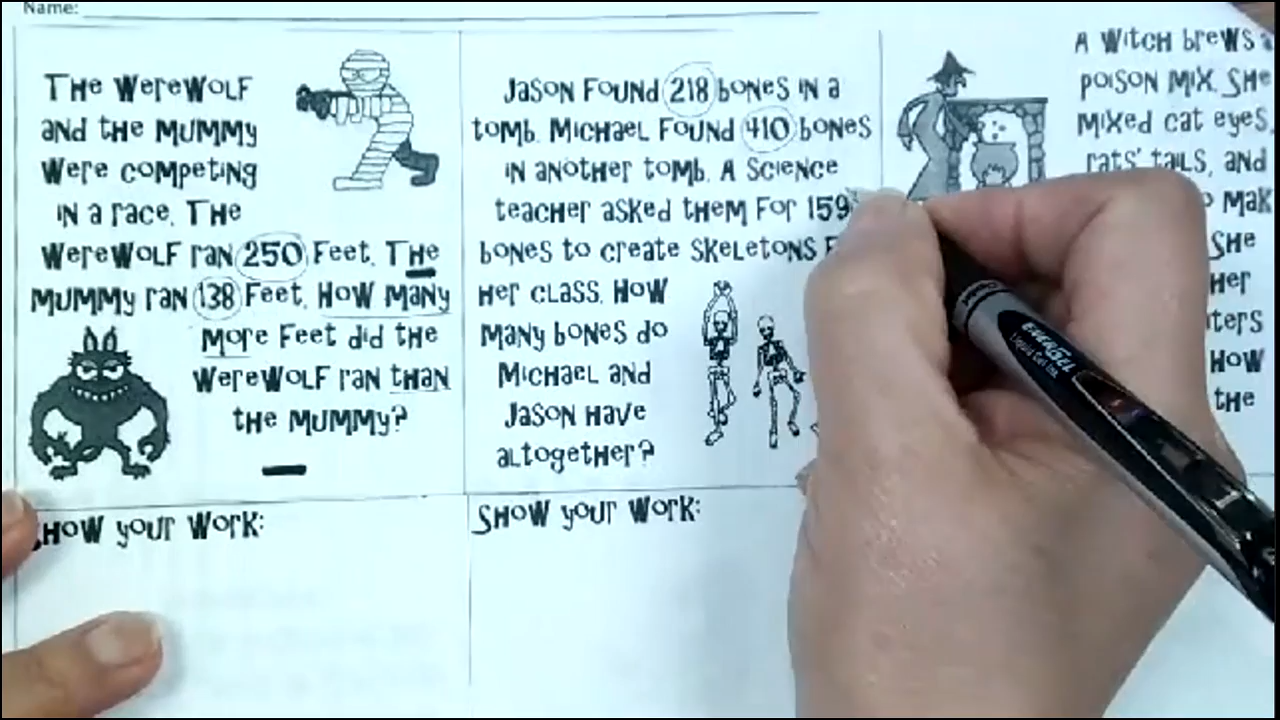 Name:
The Werewolf
and the Mummy
were competing
in a race. The
Werewolf ran 250 feet. The
Mummy ran 138 feet. How many
more feet did the
Werewolf ran than
the Mummy?
Show your work:
Jason found 218 bones in a
tomb. Michael found 410 bones
in another tomb. A science
teacher asked them for 159
bones to create skeletons
her class. How
many bones do
Michael and
Jason have
altogether?
Show your work:
A witch brews
poison mix. She
mixed cat eyes,
rats' tails, and
She
How
the
EnerGel
Liquid Gel Ink